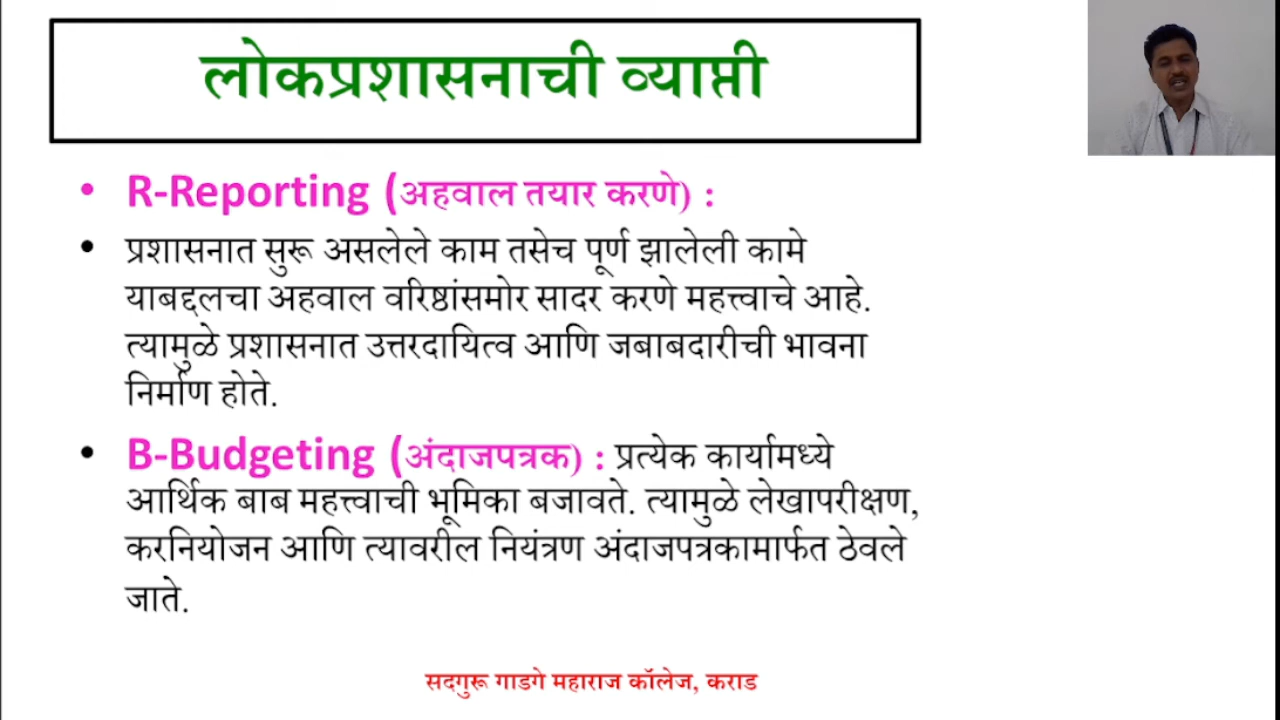 लोकप्रशासनाची व्याप्ती
• R-Reporting (अहवाल तयार करणे) :
• प्रशासनात सुरू असलेले काम तसेच पूर्ण झालेली कामे
याबद्दलचा अहवाल वरिष्ठांसमोर सादर करणे महत्त्वाचे आहे.
त्यामुळे प्रशासनात उत्तरदायित्व आणि जबाबदारीची भावना
निर्माण होते.
• B-Budgeting (अंदाजपत्रक) : प्रत्येक कार्यामध्ये
आर्थिक बाब महत्त्वाची भूमिका बजावते. त्यामुळे लेखापरीक्षण,
करनियोजन आणि त्यावरील नियंत्रण अंदाजपत्रकामार्फत ठेवले
जाते.
सदगुरू गाडगे महाराज कॉलेज, कराड